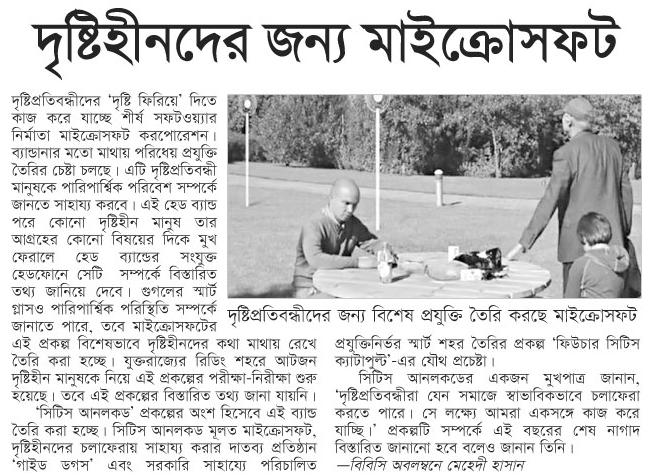 দৃষ্টিহীনদের জন্য মাইক্রোসফট
দৃষ্টিপ্রতিবন্ধীদের ‘দৃষ্টি ফিরিয়ে’ দিতে
কাজ করে যাচ্ছে শীর্ষ সফটওয়্যার
নির্মাতা মাইক্রোসফট করপোরেশন।
ব্যান্ডানার মতো মাথায় পরিধেয় প্রযুক্তি
তৈরির চেষ্টা চলছে। এটি দৃষ্টিপ্রতিবন্ধী
মানুষকে পারিপার্শ্বিক পরিবেশ সম্পর্কে
জানতে সাহায্য করবে। এই হেড ব্যান্ড
পরে কোনো দৃষ্টিহীন মানুষ তার
আগ্রহের কোনো বিষয়ের দিকে মুখ
ফেরালে হেড ব্যান্ডের সংযুক্ত
হেডফোনে সেটি সম্পর্কে বিস্তারিত
তথ্য জানিয়ে দেবে। গুগলের স্মার্ট
গ্লাসও পারিপার্শ্বিক পরিস্থিতি সম্পর্কে
জানাতে পারে, তবে মাইক্রোসফটের
এই প্রকল্প বিশেষভাবে দৃষ্টিহীনদের কথা মাথায় রেখে
তৈরি করা হচ্ছে। যুক্তরাজ্যের রিডিং শহরে আটজন
দৃষ্টিহীন মানুষকে নিয়ে এই প্রকল্পের পরীক্ষা-নিরীক্ষা শুরু
হয়েছে। তবে এই প্রকল্পের বিস্তারিত তথ্য জানা যায়নি।
‘সিটিস আনলকড’ প্রকল্পের অংশ হিসেবে এই ব্যান্ড
তৈরি করা হচ্ছে। সিটিস আনলকড মূলত মাইক্রোসফট,
দৃষ্টিহীনদের চলাফেরায় সাহায্য করার দাতব্য প্রতিষ্ঠান
‘গাইড ডগস’ এবং সরকারি সাহায্যে পরিচালিত
দৃষ্টিপ্রতিবন্ধীদের জন্য বিশেষ প্রযুক্তি তৈরি করছে মাইক্রোসফট
প্রযুক্তিনির্ভর স্মার্ট শহর তৈরির প্রকল্প ‘ফিউচার সিটিস
ক্যাটাপুল্ট’-এর যৌথ প্রচেষ্টা।
সিটিস আনলকডের একজন মুখপাত্র জানান,
‘দৃষ্টিপ্রতিবন্ধীরা যেন সমাজে স্বাভাবিকভাবে চলাফেরা
করতে পারে। সে লক্ষ্যে আমরা একসঙ্গে কাজ করে
যাচ্ছি।’ প্রকল্পটি সম্পর্কে এই বছরের শেষ নাগাদ
বিস্তারিত জানানো হবে বলেও জানান তিনি।
—বিবিসি অবলম্বনে মেহেদী হাসান